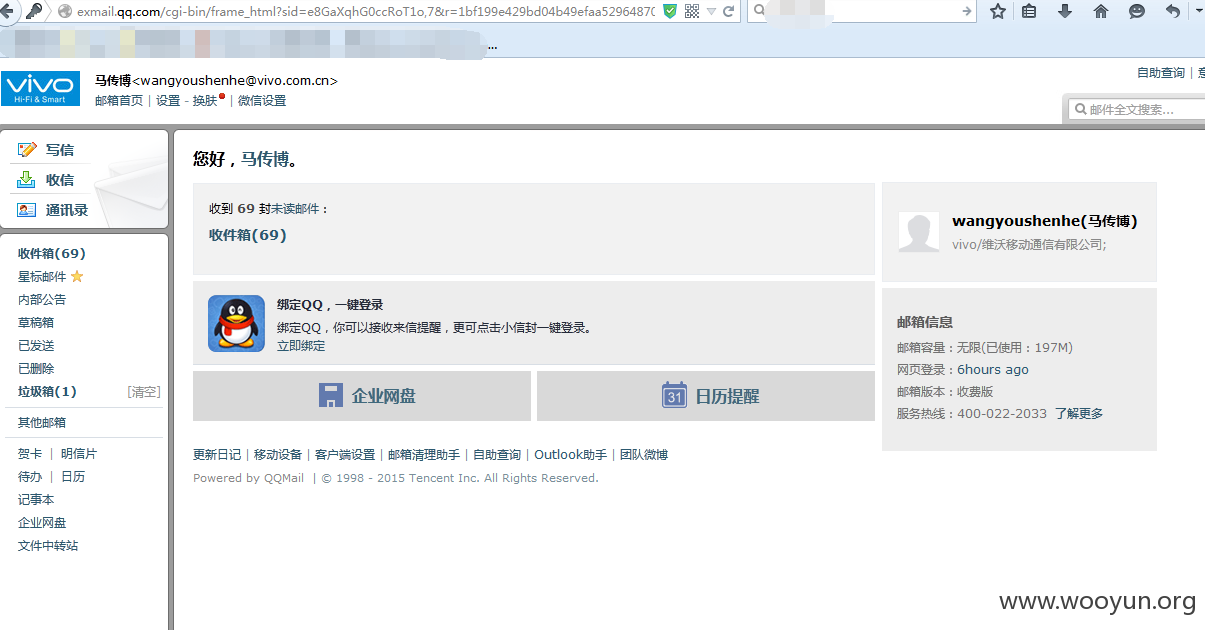 exmail.qq.com/cgi-bin/frame_html?sid=e8GaXqhG0ccRoT1o,7&r=1bf199e429bd04b49efaa5296487(
...
vivo
Hi-Fi & Smart
马传博<wangyoushenhe@vivo.com.cn>
邮箱首页 | 设置 - 换肤 | 微信设置
自助查询 |
邮件全文搜索...
写信
收信
通讯录
收件箱(69)
星标邮件
内部公告
草稿箱
已发送
已删除
垃圾箱(1) [清空]
其他邮箱
贺卡 | 明信片
待办 | 日历
记事本
企业网盘
文件中转站
您好，马传博。
收到 69 封未读邮件：
收件箱(69)
绑定QQ，一键登录
绑定QQ，你可以接收来信提醒，更可点击小信封一键登录。
立即绑定
企业网盘
31 日历提醒
更新日记 | 移动设备 | 客户端设置 | 邮箱清理助手 | 自助查询 | Outlook助手 | 团队微博
Powered by QQMail | © 1998 - 2015 Tencent Inc. All Rights Reserved.
wangyoushenhe(马传博)
vivo/维沃移动通信有限公司;
邮箱信息
邮箱容量：无限(已使用：197M)
网页登录：6hours ago
邮箱版本：收费版
服务热线：400-022-2033 了解更多
www.wooyun.org